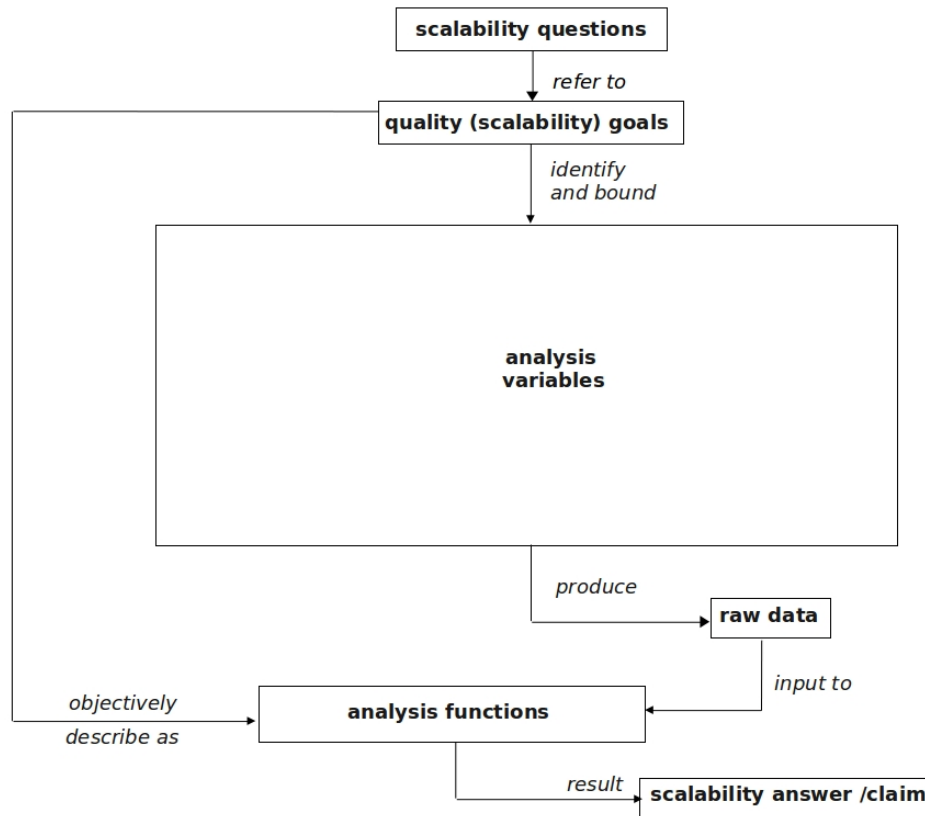 scalability questions
refer to
quality (scalability) goals
identify
and bound
analysis
variables
produce
raw data
input to
objectively
describe as
analysis functions
result
scalability answer /claim